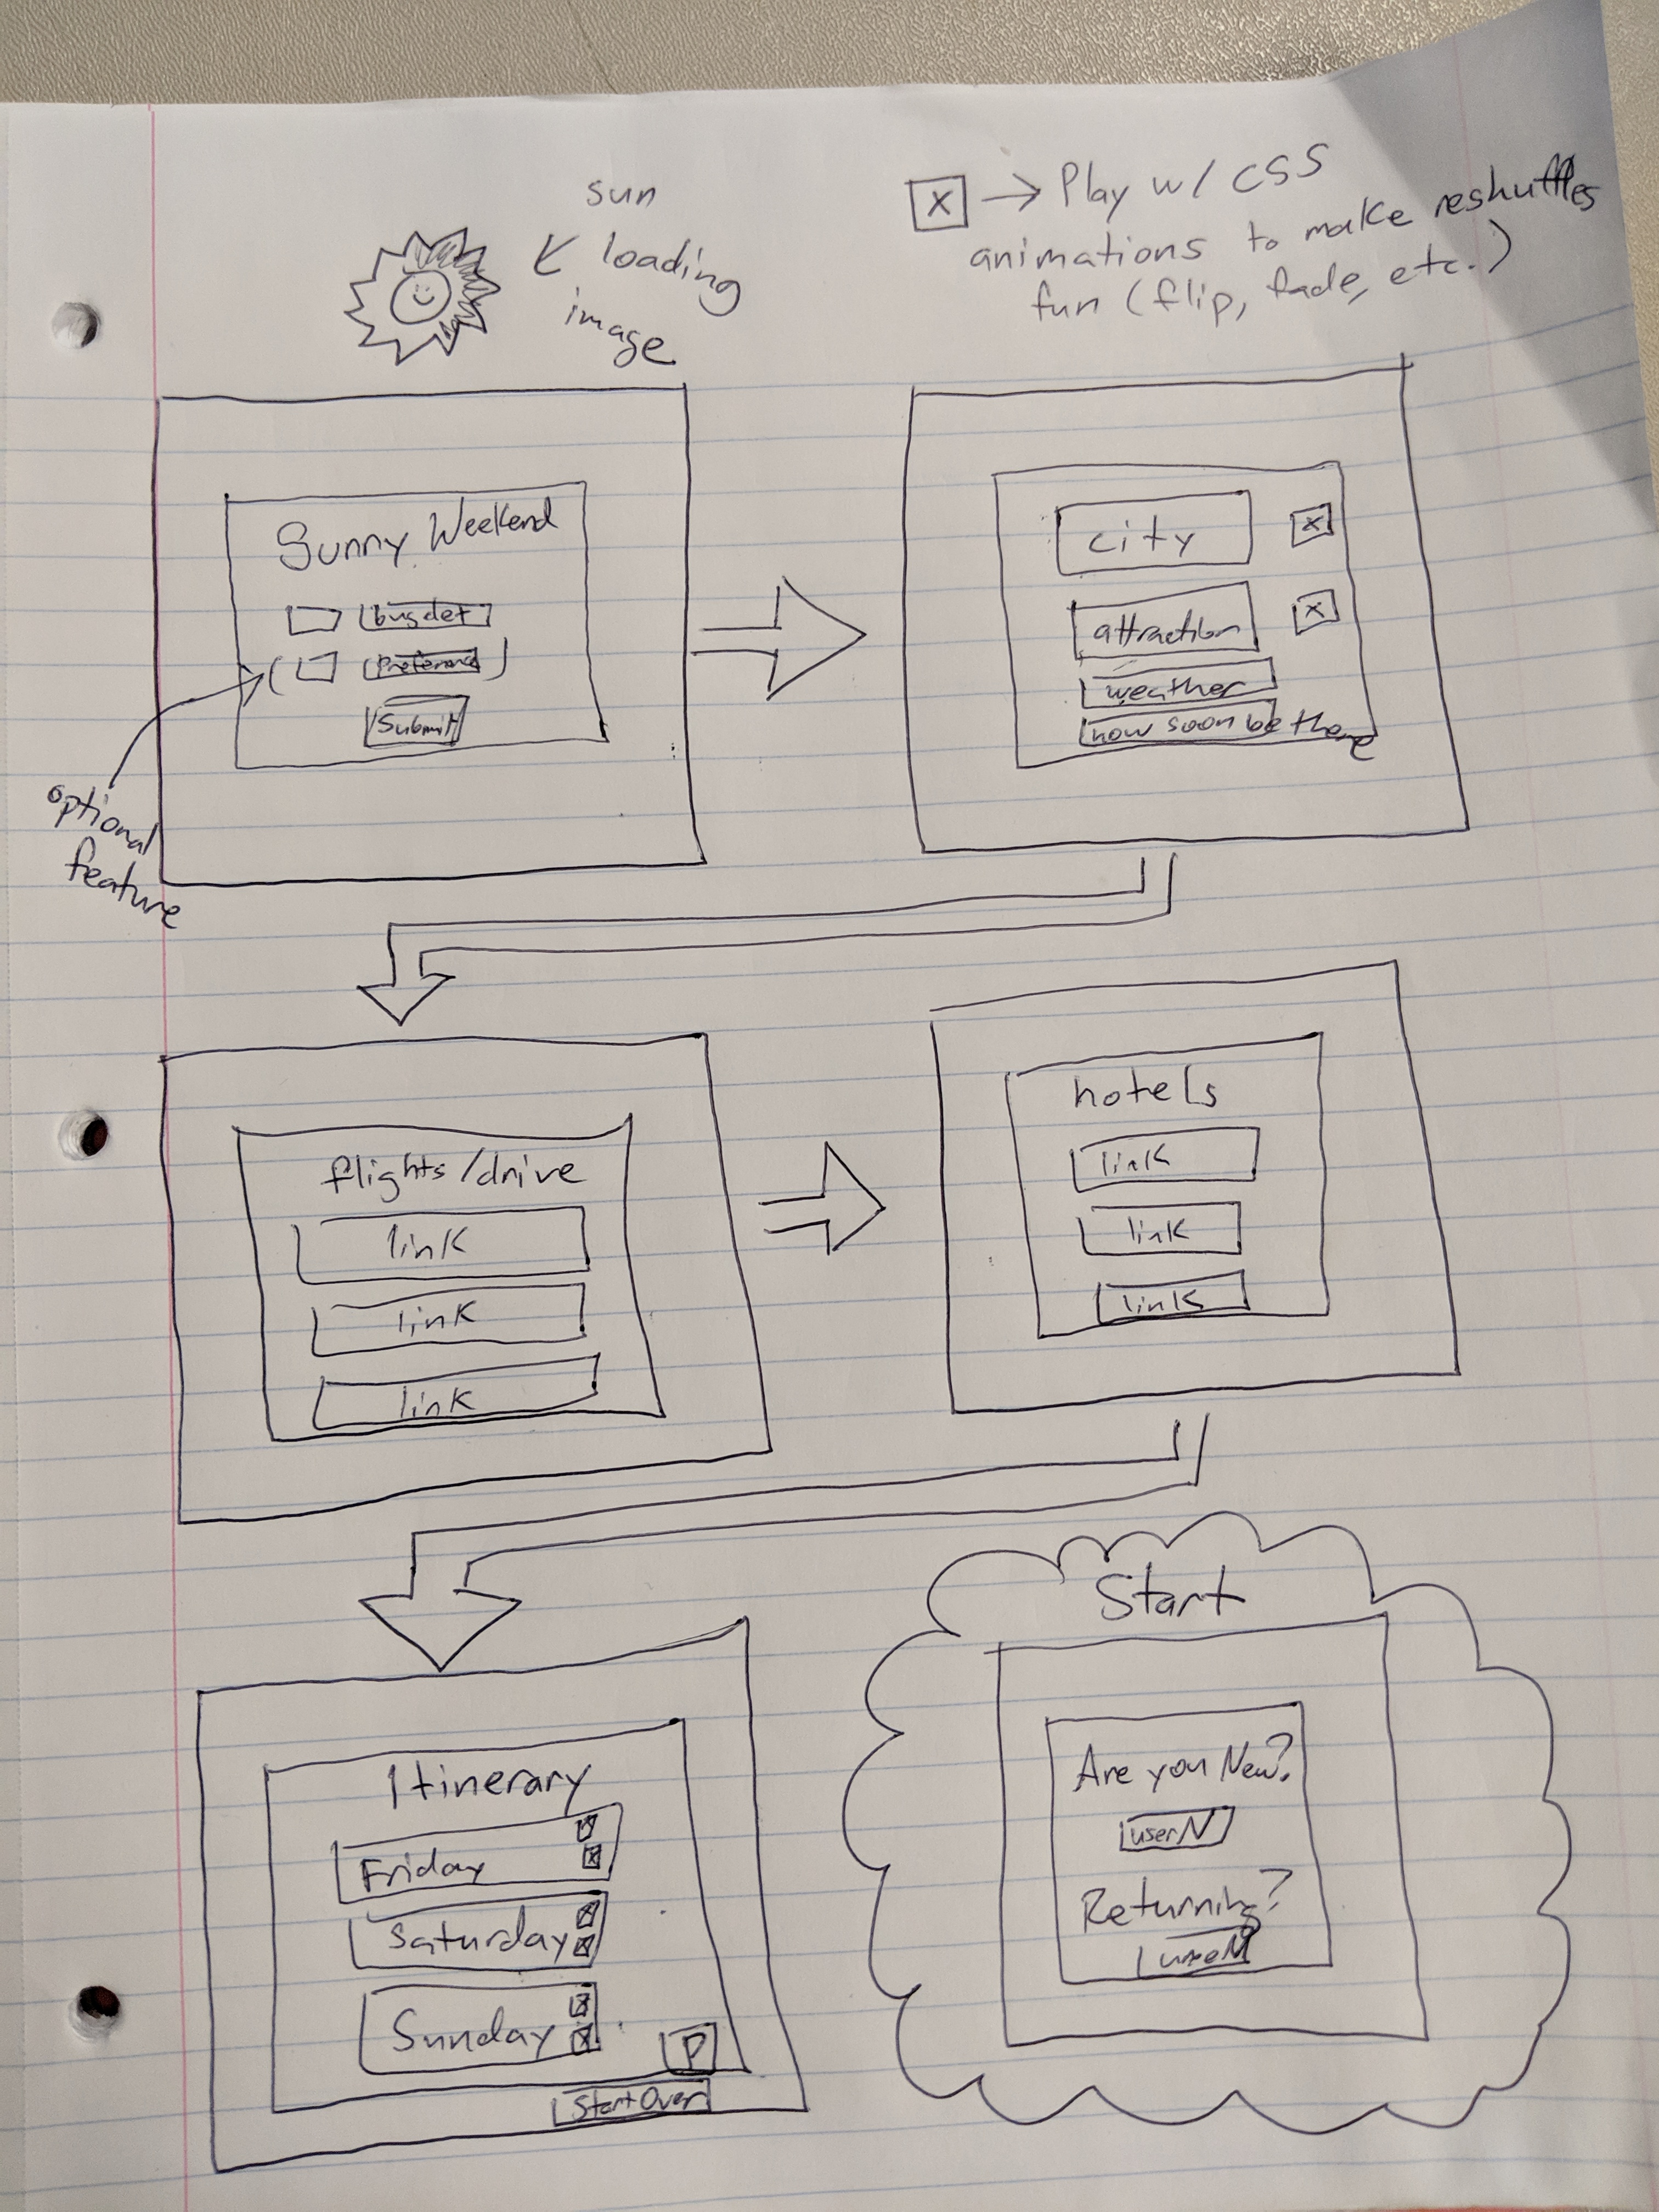 sun
loading
image
X → Play w/ CSS
animations to make reshuffles
fun (flip, fade, etc.)
Sunny Weekend
bugdet
(Preference)
Submit
optional
feature
city X
attraction X
weather
how soon be there
flights/drive
link
link
link
hotels
link
link
link
Itinerary
Friday X
X
Saturday X
X
Sunday X
X
P
Start Over
Start
Are you New?
userN
Returning?
userN